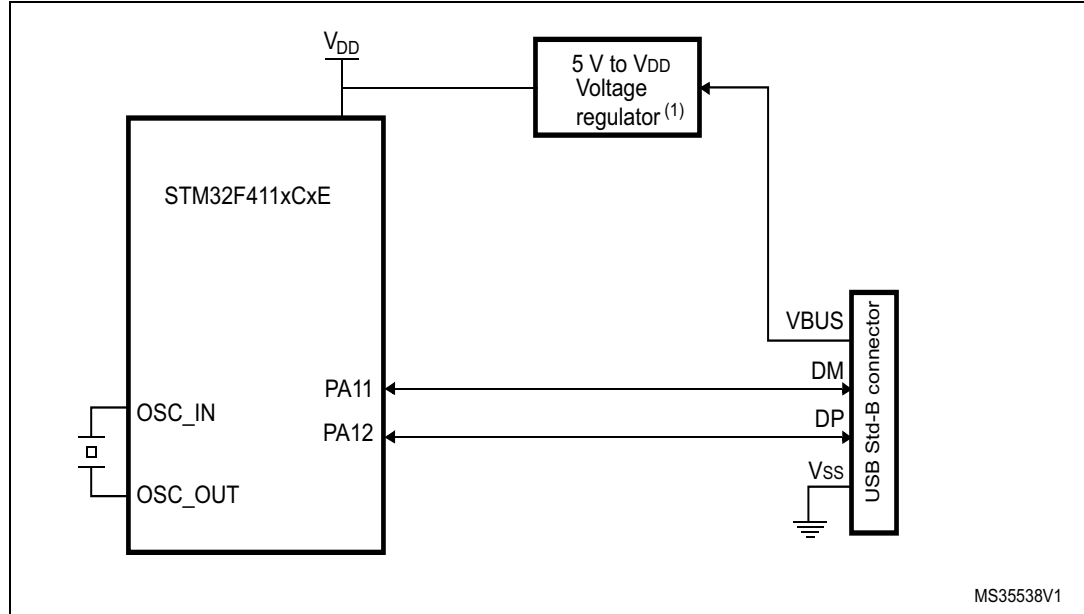 VDD
5 V to VDD
Voltage
regulator (1)
STM32F411xCxE
VBUS
DM
PA11
OSC_IN
DP
PA12
VSS
OSC_OUT
USB Std-B connector
MS35538V1